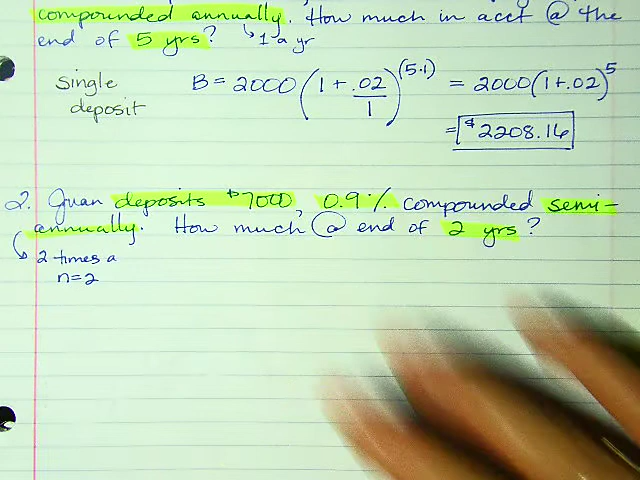 compounded annually. How much in acct @ the
end of 5 yrs? 1 a yr
single
deposit
B = 2000 (1 + .02/1)^(5·1) = 2000(1+.02)^5
= $2208.16
2. Juan deposits $7000, 0.9% compounded semi-
annually. How much @ end of 2 yrs?
2 times a
n=2